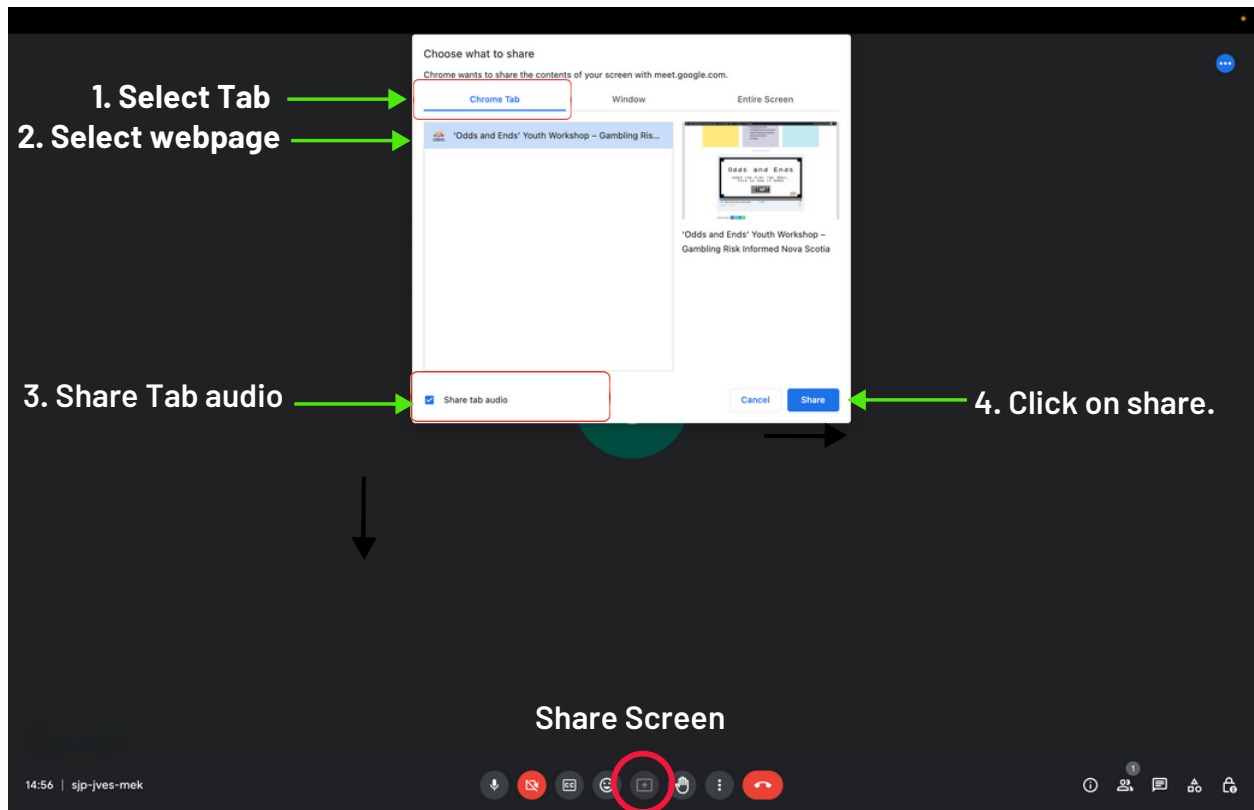 Choose what to share
Chrome wants to share the contents of your screen with meet.google.com.
1. Select Tab
Chrome Tab
Window
Entire Screen
2. Select webpage
'Odds and Ends' Youth Workshop – Gambling Ris...
Odds and Ends
START
'Odds and Ends' Youth Workshop –
Gambling Risk Informed Nova Scotia
3. Share Tab audio
Share tab audio
Cancel
Share
4. Click on share.
Share Screen
14:56 | sjp-jves-mek
CC
1